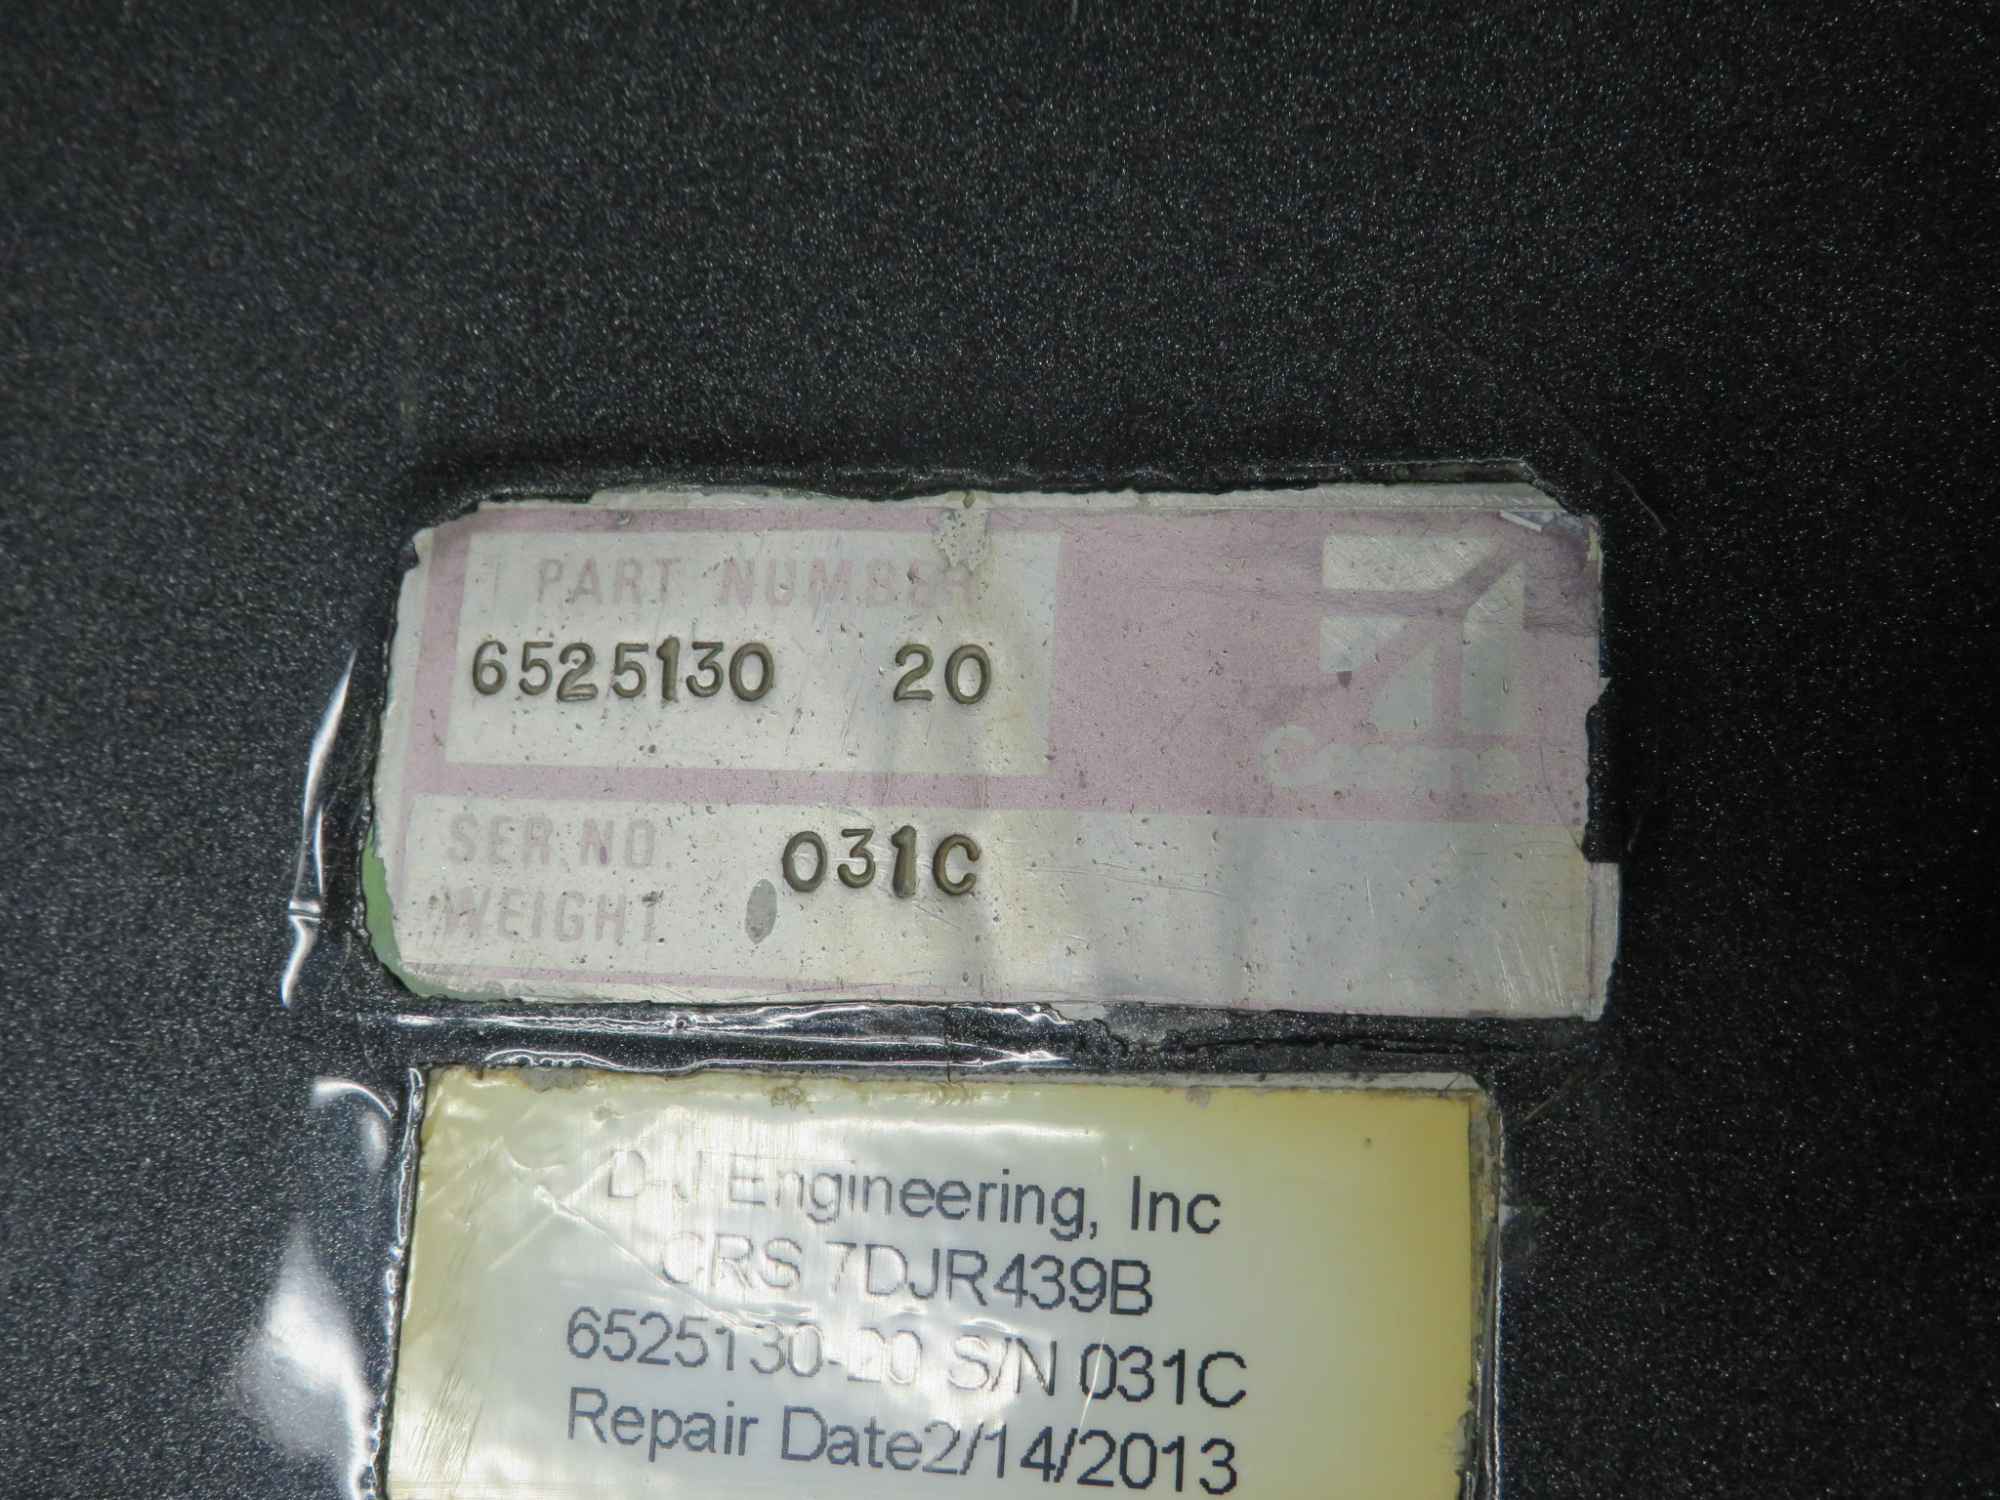 PART NUMBER
6525130 20
Cessna
SER. NO.
031C
WEIGHT
D-J Engineering, Inc
CRS 7DJR439B
6525130-20 S/N 031C
Repair Date2/14/2013